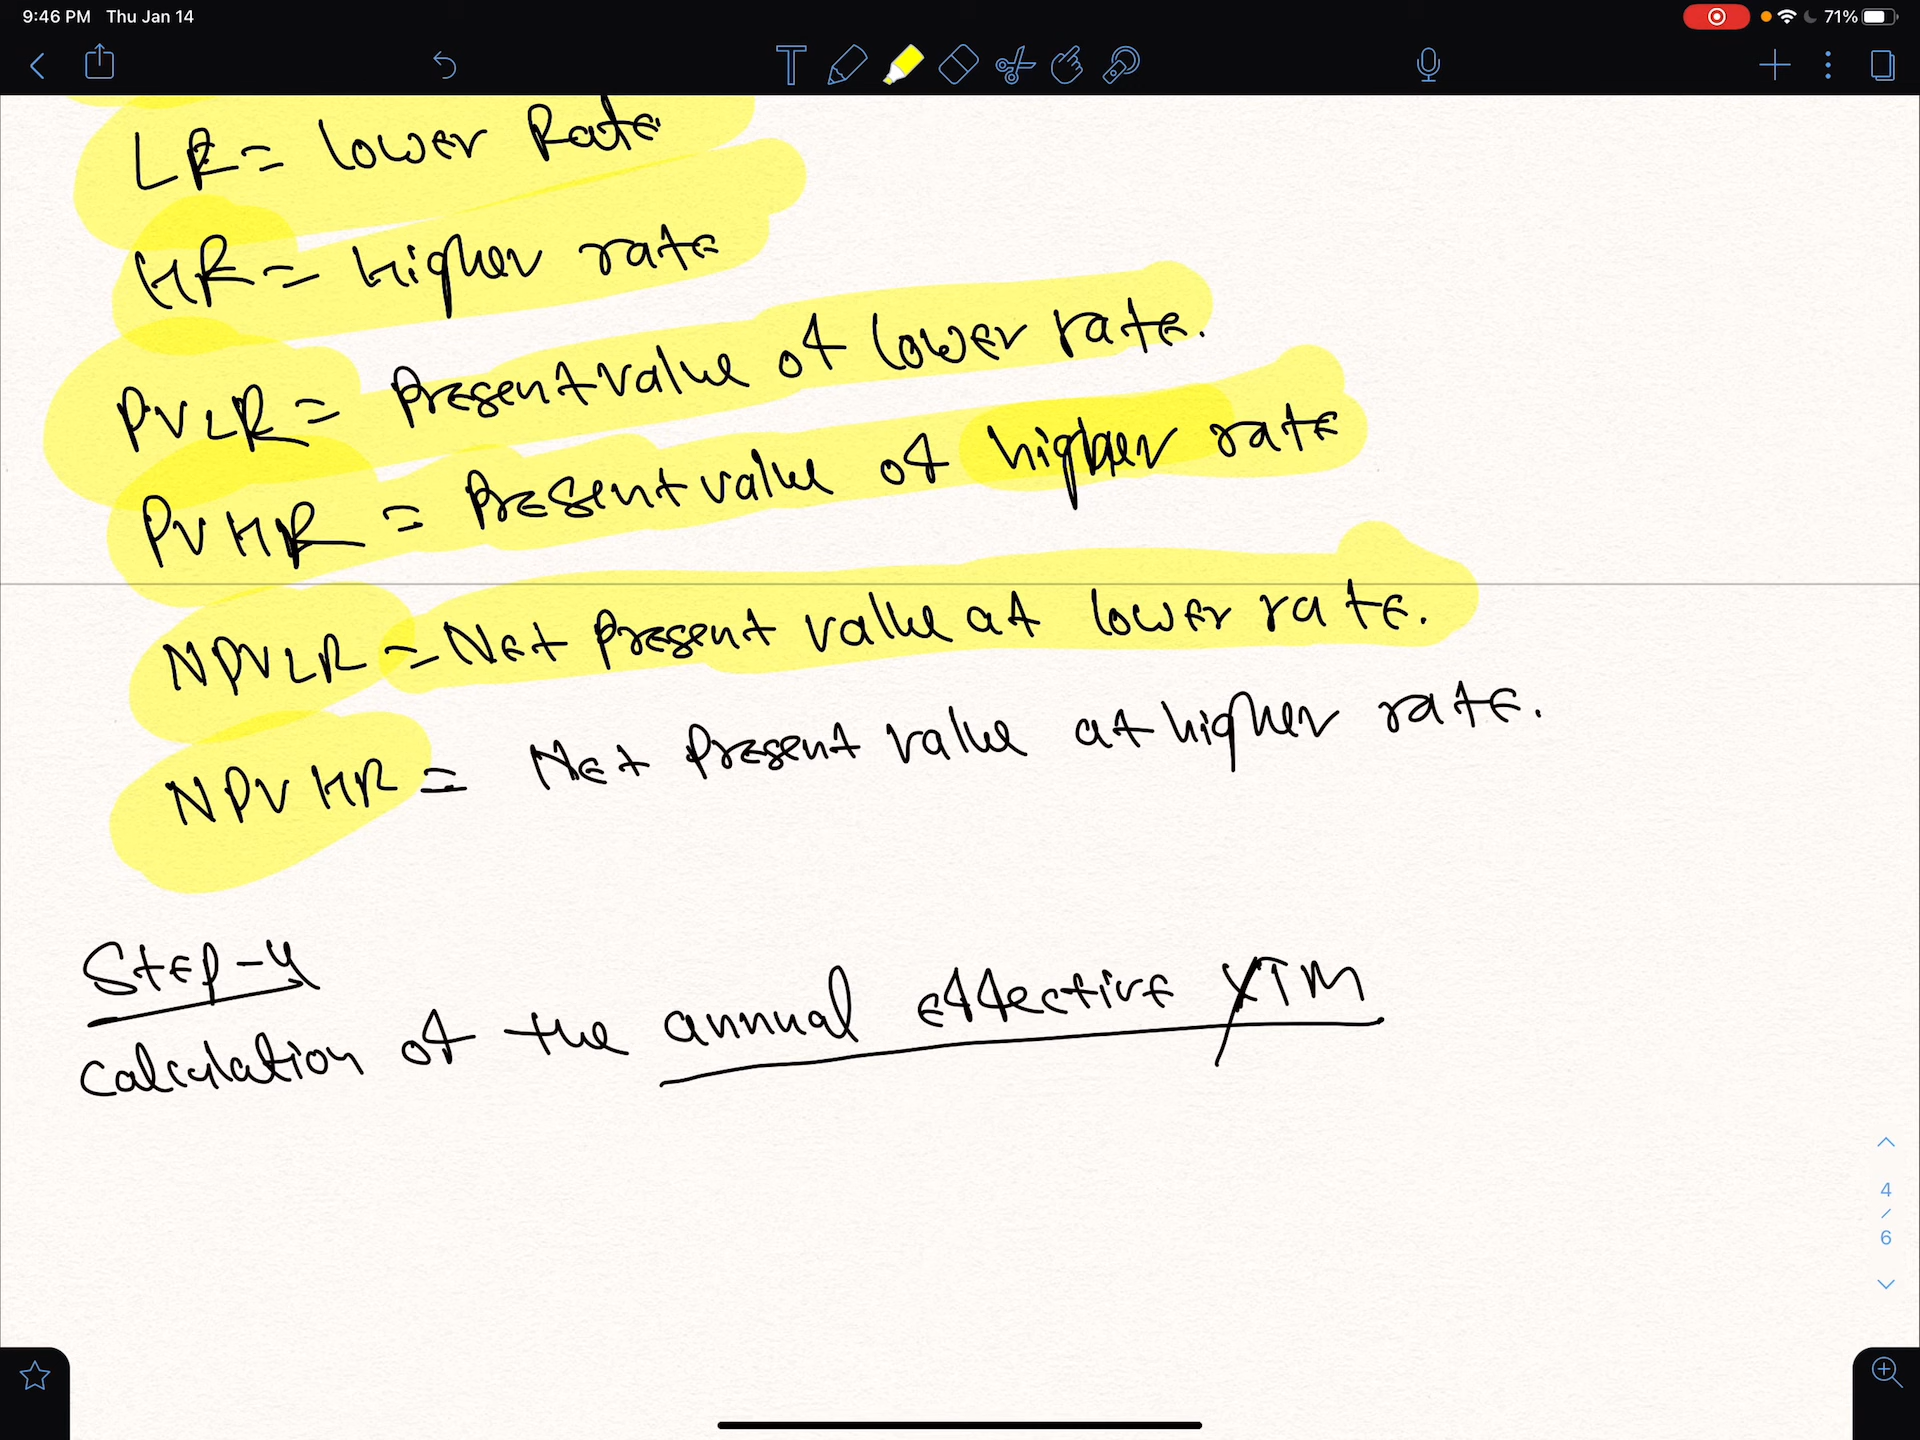 9:46 PM Thu Jan 14 71%
LR = lower Rate
HR = higher rate
PVLR = Present value of lower rate.
PVHR = Present value of higher rate
NPVLR = Net Present value at lower rate.
NPVHR = Net Present value at higher rate.
Step-4
calculation of the annual effective YTM
4
/
6